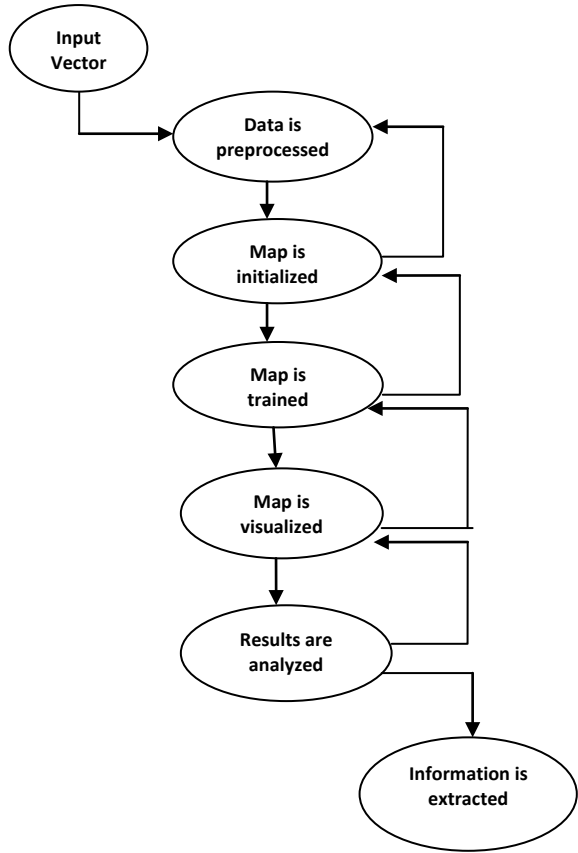 Input
Vector
Data is
preprocessed
Map is
initialized
Map is
trained
Map is
visualized
Results are
analyzed
Information is
extracted